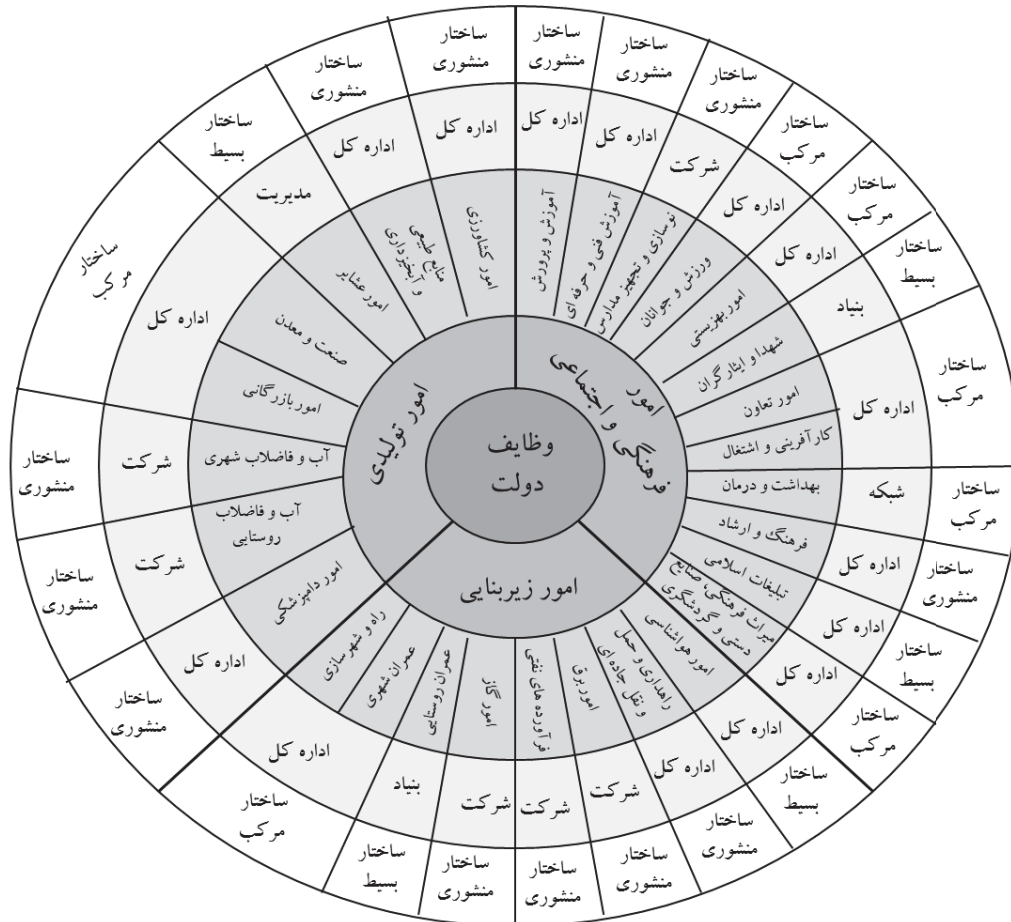 وظایف
دولت
امور
فرهنگی و اجتماعی
امور زیربنایی
امور تولیدی
آموزش و پرورش
آموزش فنی و حرفه ای
نوسازی و تجهیز مدارس
ورزش و جوانان
امور بهزیستی
شهدا و ایثارگران
امور تعاون
کارآفرینی و اشتغال
بهداشت و درمان
فرهنگ و ارشاد
تبلیغات اسلامی
میراث فرهنگی، صنایع
دستی و گردشگری
امور هواشناسی
راهداری و حمل
و نقل جاده ای
امور برق
فرآورده های نفتی
امور گاز
عمران روستایی
عمران شهری
راه و شهر سازی
امور دامپزشکی
آب و فاضلاب
روستایی
آب و فاضلاب شهری
امور بازرگانی
صنعت و معدن
امور عشایر
منابع طبیعی
و آبخیز داری
امور کشاورزی
اداره کل
اداره کل
شرکت
اداره کل
اداره کل
بنیاد
اداره کل
شبکه
اداره کل
اداره کل
اداره کل
اداره کل
اداره کل
شرکت
شرکت
شرکت
بنیاد
اداره کل
اداره کل
شرکت
شرکت
اداره کل
مدیریت
اداره کل
اداره کل
ساختار
منشوری
ساختار
منشوری
ساختار
منشوری
ساختار
مرکب
ساختار
مرکب
ساختار
بسیط
ساختار
مرکب
ساختار
مرکب
ساختار
منشوری
ساختار
بسیط
ساختار
مرکب
ساختار
بسیط
ساختار
منشوری
ساختار
منشوری
ساختار
منشوری
ساختار
منشوری
ساختار
بسیط
ساختار
مرکب
ساختار
منشوری
ساختار
منشوری
ساختار
منشوری
ساختار
مرکب
ساختار
بسیط
ساختار
منشوری
ساختار
منشوری